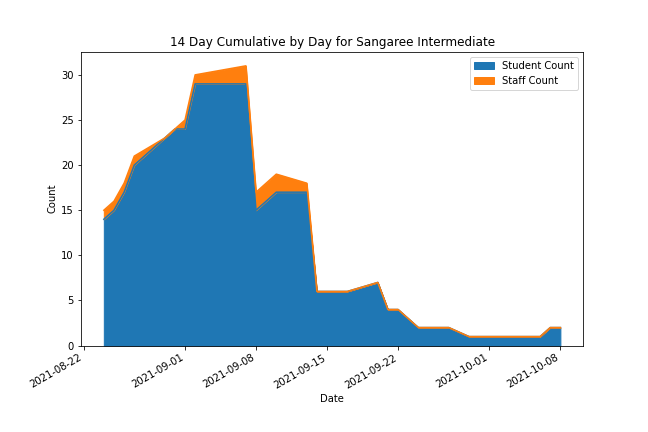 14 Day Cumulative by Day for Sangaree Intermediate
Student Count
Staff Count
30
25
20
15
10
5
0
Count
2021-08-22
2021-09-01
2021-09-08
2021-09-15
2021-09-22
2021-10-01
2021-10-08
Date